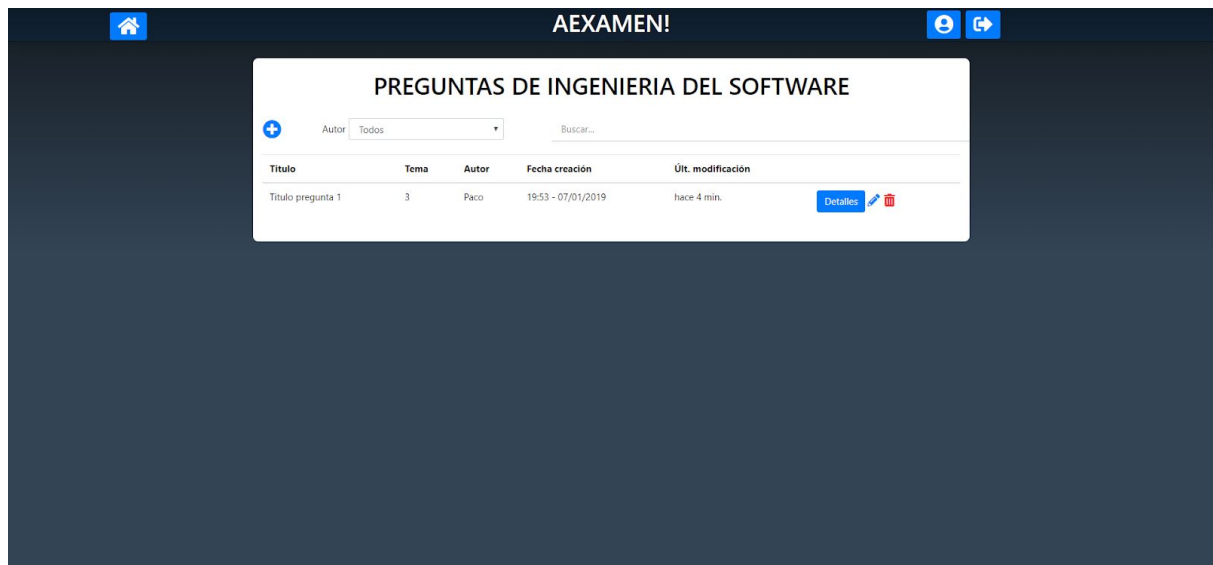 AEXAMEN!
PREGUNTAS DE INGENIERIA DEL SOFTWARE
Autor Todos Buscar...
Titulo Tema Autor Fecha creación Últ. modificación
Titulo pregunta 1 3 Paco 19:53 - 07/01/2019 hace 4 min. Detalles